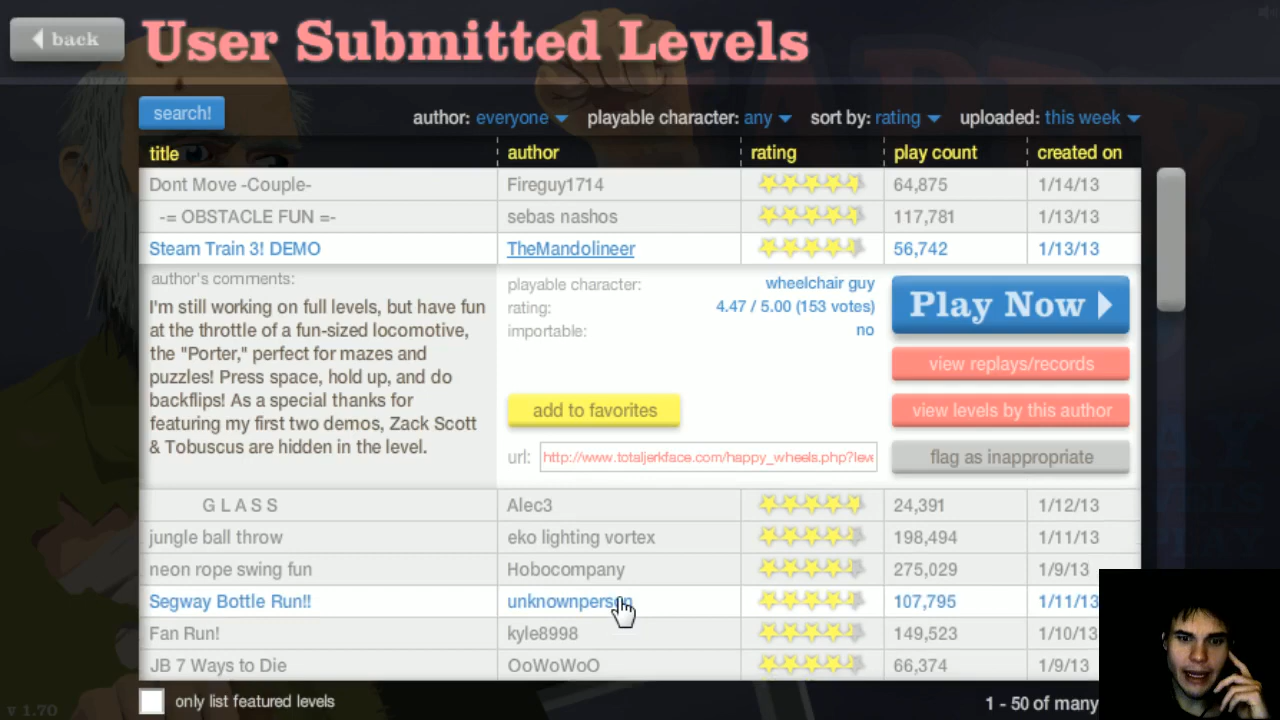 back
User Submitted Levels
search!
author: everyone playable character: any sort by: rating uploaded: this week
title author rating play count created on
Dont Move -Couple- Fireguy1714 64,875 1/14/13
-= OBSTACLE FUN =- sebas nashos 117,781 1/13/13
Steam Train 3! DEMO TheMandolineer 56,742 1/13/13
author's comments:
I'm still working on full levels, but have fun
at the throttle of a fun-sized locomotive,
the "Porter," perfect for mazes and
puzzles! Press space, hold up, and do
backflips! As a special thanks for
featuring my first two demos, Zack Scott
& Tobuscus are hidden in the level.
playable character: wheelchair guy
rating: 4.47 / 5.00 (153 votes)
importable: no
add to favorites
url: http://www.totaljerkface.com/happy_wheels.php?leve
Play Now
view replays/records
view levels by this author
flag as inappropriate
G L A S S Alec3 24,391 1/12/13
jungle ball throw eko lighting vortex 198,494 1/11/13
neon rope swing fun Hobocompany 275,029 1/9/13
Segway Bottle Run!! unknownperson 107,795 1/11/13
Fan Run! kyle8998 149,523 1/10/13
JB 7 Ways to Die OoWoWoO 66,374 1/9/13
only list featured levels
1 - 50 of many
v 1.70